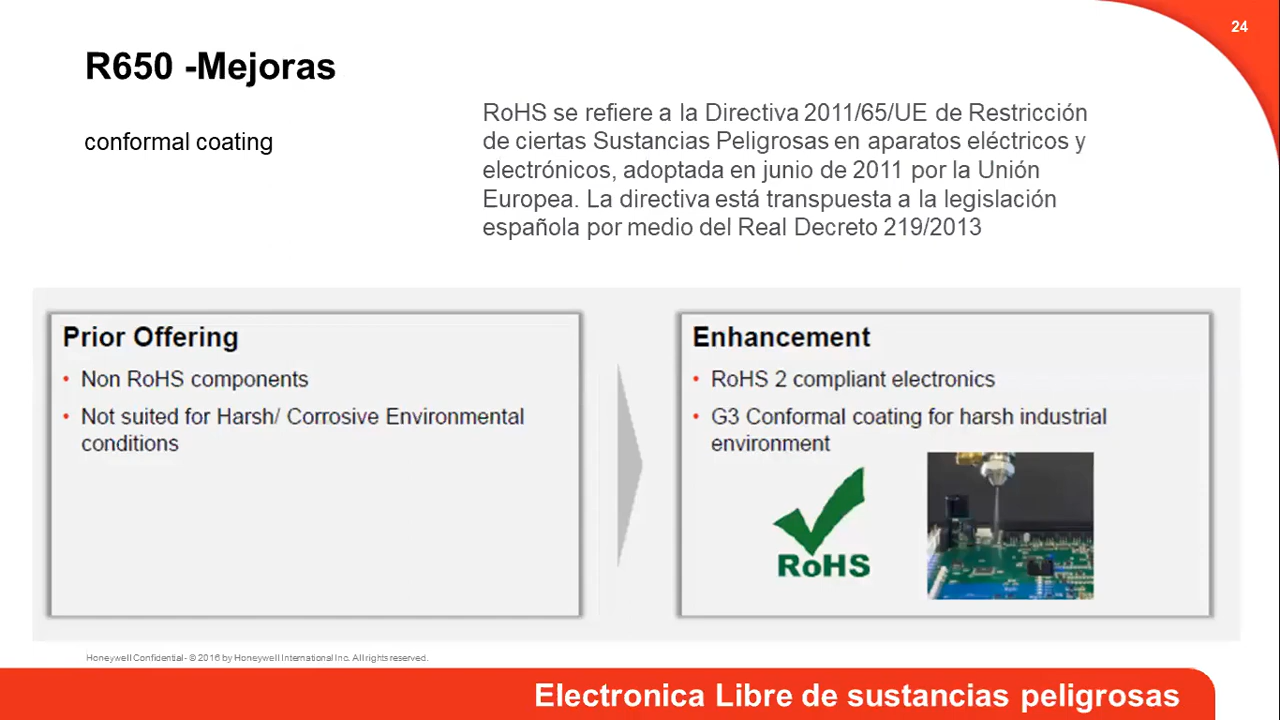 24
R650 -Mejoras
conformal coating
RoHS se refiere a la Directiva 2011/65/UE de Restricción
de ciertas Sustancias Peligrosas en aparatos eléctricos y
electrónicos, adoptada en junio de 2011 por la Unión
Europea. La directiva está transpuesta a la legislación
española por medio del Real Decreto 219/2013
Prior Offering
• Non RoHS components
• Not suited for Harsh/ Corrosive Environmental
conditions
Enhancement
• RoHS 2 compliant electronics
• G3 Conformal coating for harsh industrial
environment
RoHS
Honeywell Confidential - © 2016 by Honeywell International Inc. All rights reserved.
Electronica Libre de sustancias peligrosas